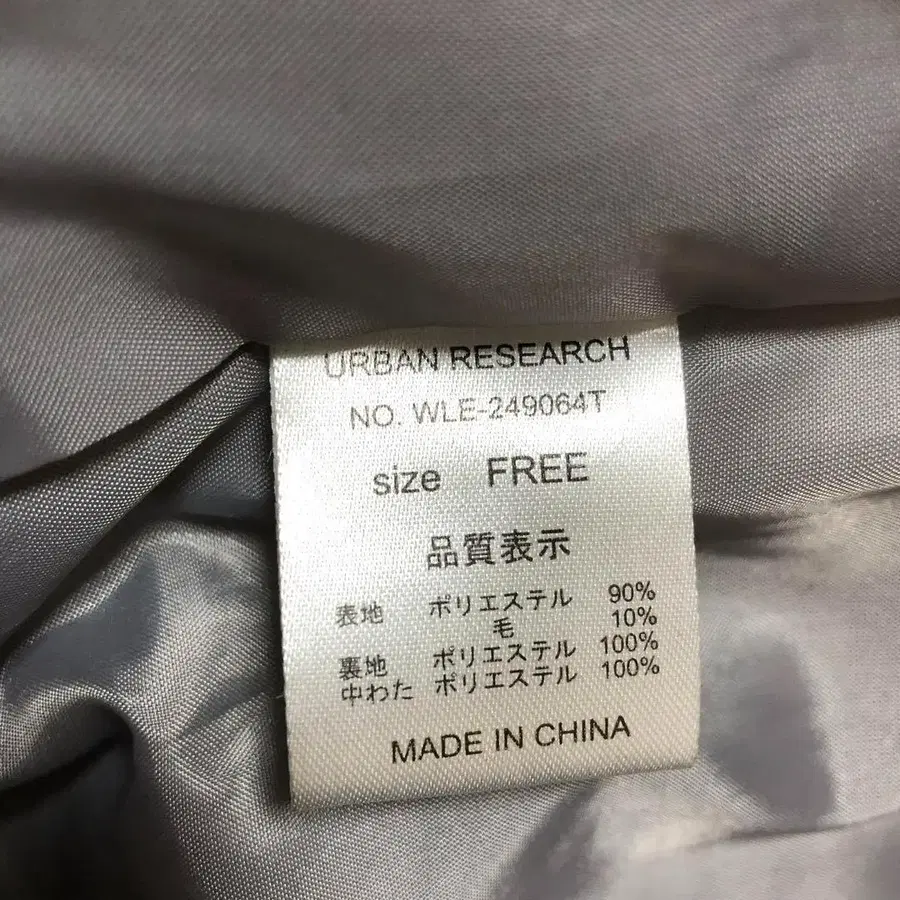 URBAN RESEARCH
NO. WLE-249064T
size FREE
品質表示
表地 ポリエステル 90%
毛 10%
裏地 ポリエステル 100%
中わた ポリエステル 100%
MADE IN CHINA